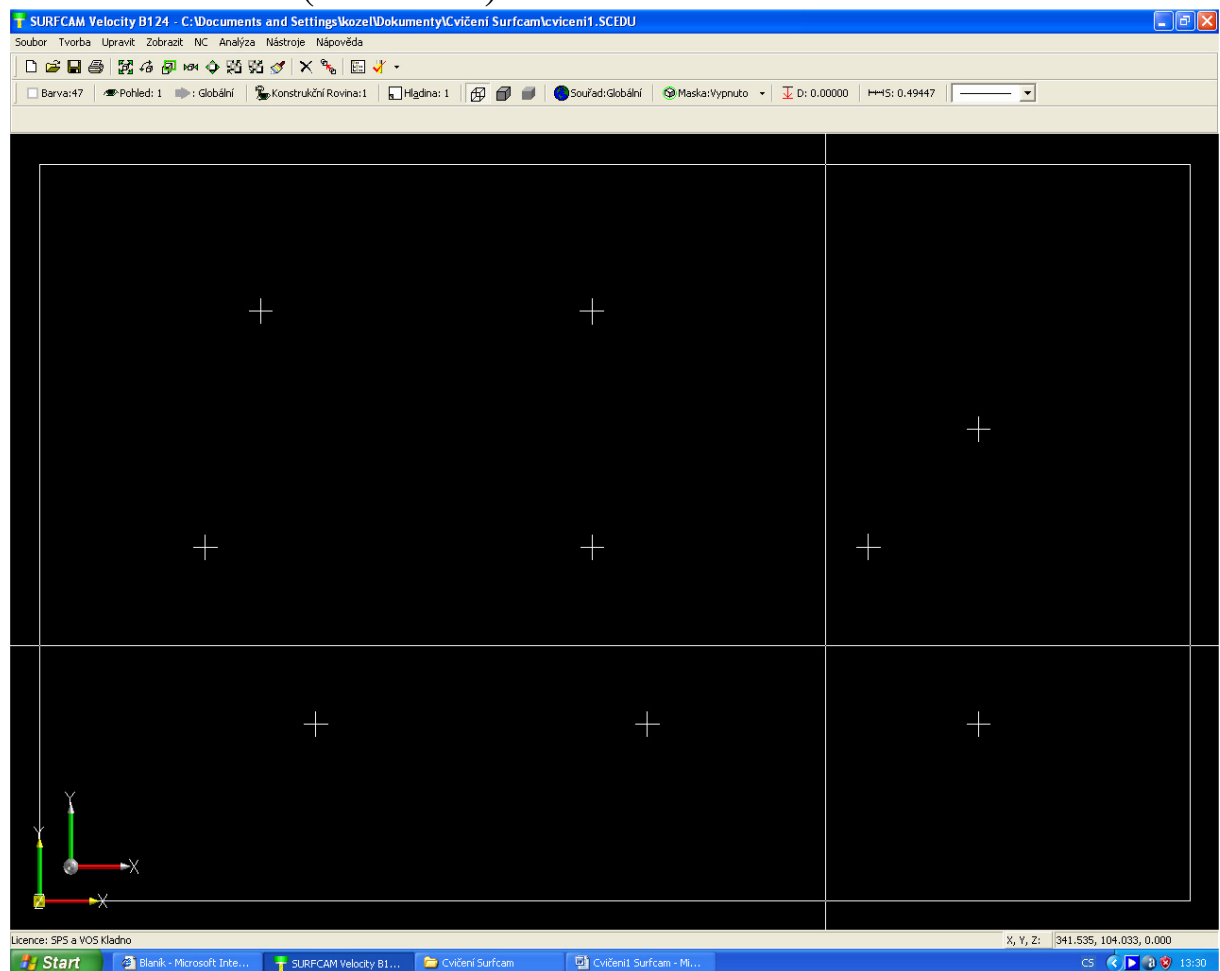 SURFCAM Velocity B124 - C:\Documents and Settings\kozel\Dokumenty\Cvičení Surfcam\cviceni1.SCEDU
Soubor Tvorba Upravit Zobrazit NC Analýza Nástroje Nápověda
Barva:47 Pohled: 1 : Globální Konstrukční Rovina:1 Hladina: 1 Souřad:Globální Maska:Vypnuto D: 0.00000 S: 0.49447
Y
Y
X
X
Licence: SPS a VOS Kladno X, Y, Z: 341.535, 104.033, 0.000
Start Blaník - Microsoft Inte... SURFCAM Velocity B1... Cvičení Surfcam Cvičeni1 Surfcam - Mi... CS 13:30